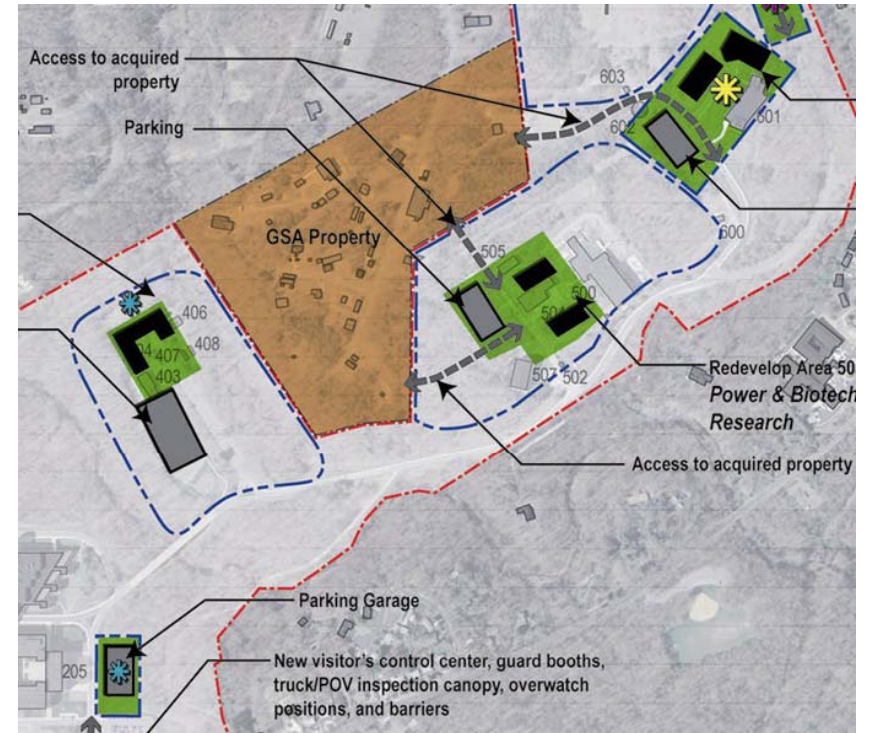 Access to acquired
property
603
Parking
602
601
GSA Property
505
600
500
406
408
407
403
507
502
Redevelop Area
Power & Biotech
Research
Access to acquired property
Parking Garage
205
New visitor's control center, guard booths,
truck/POV inspection canopy, overwatch
positions, and barriers